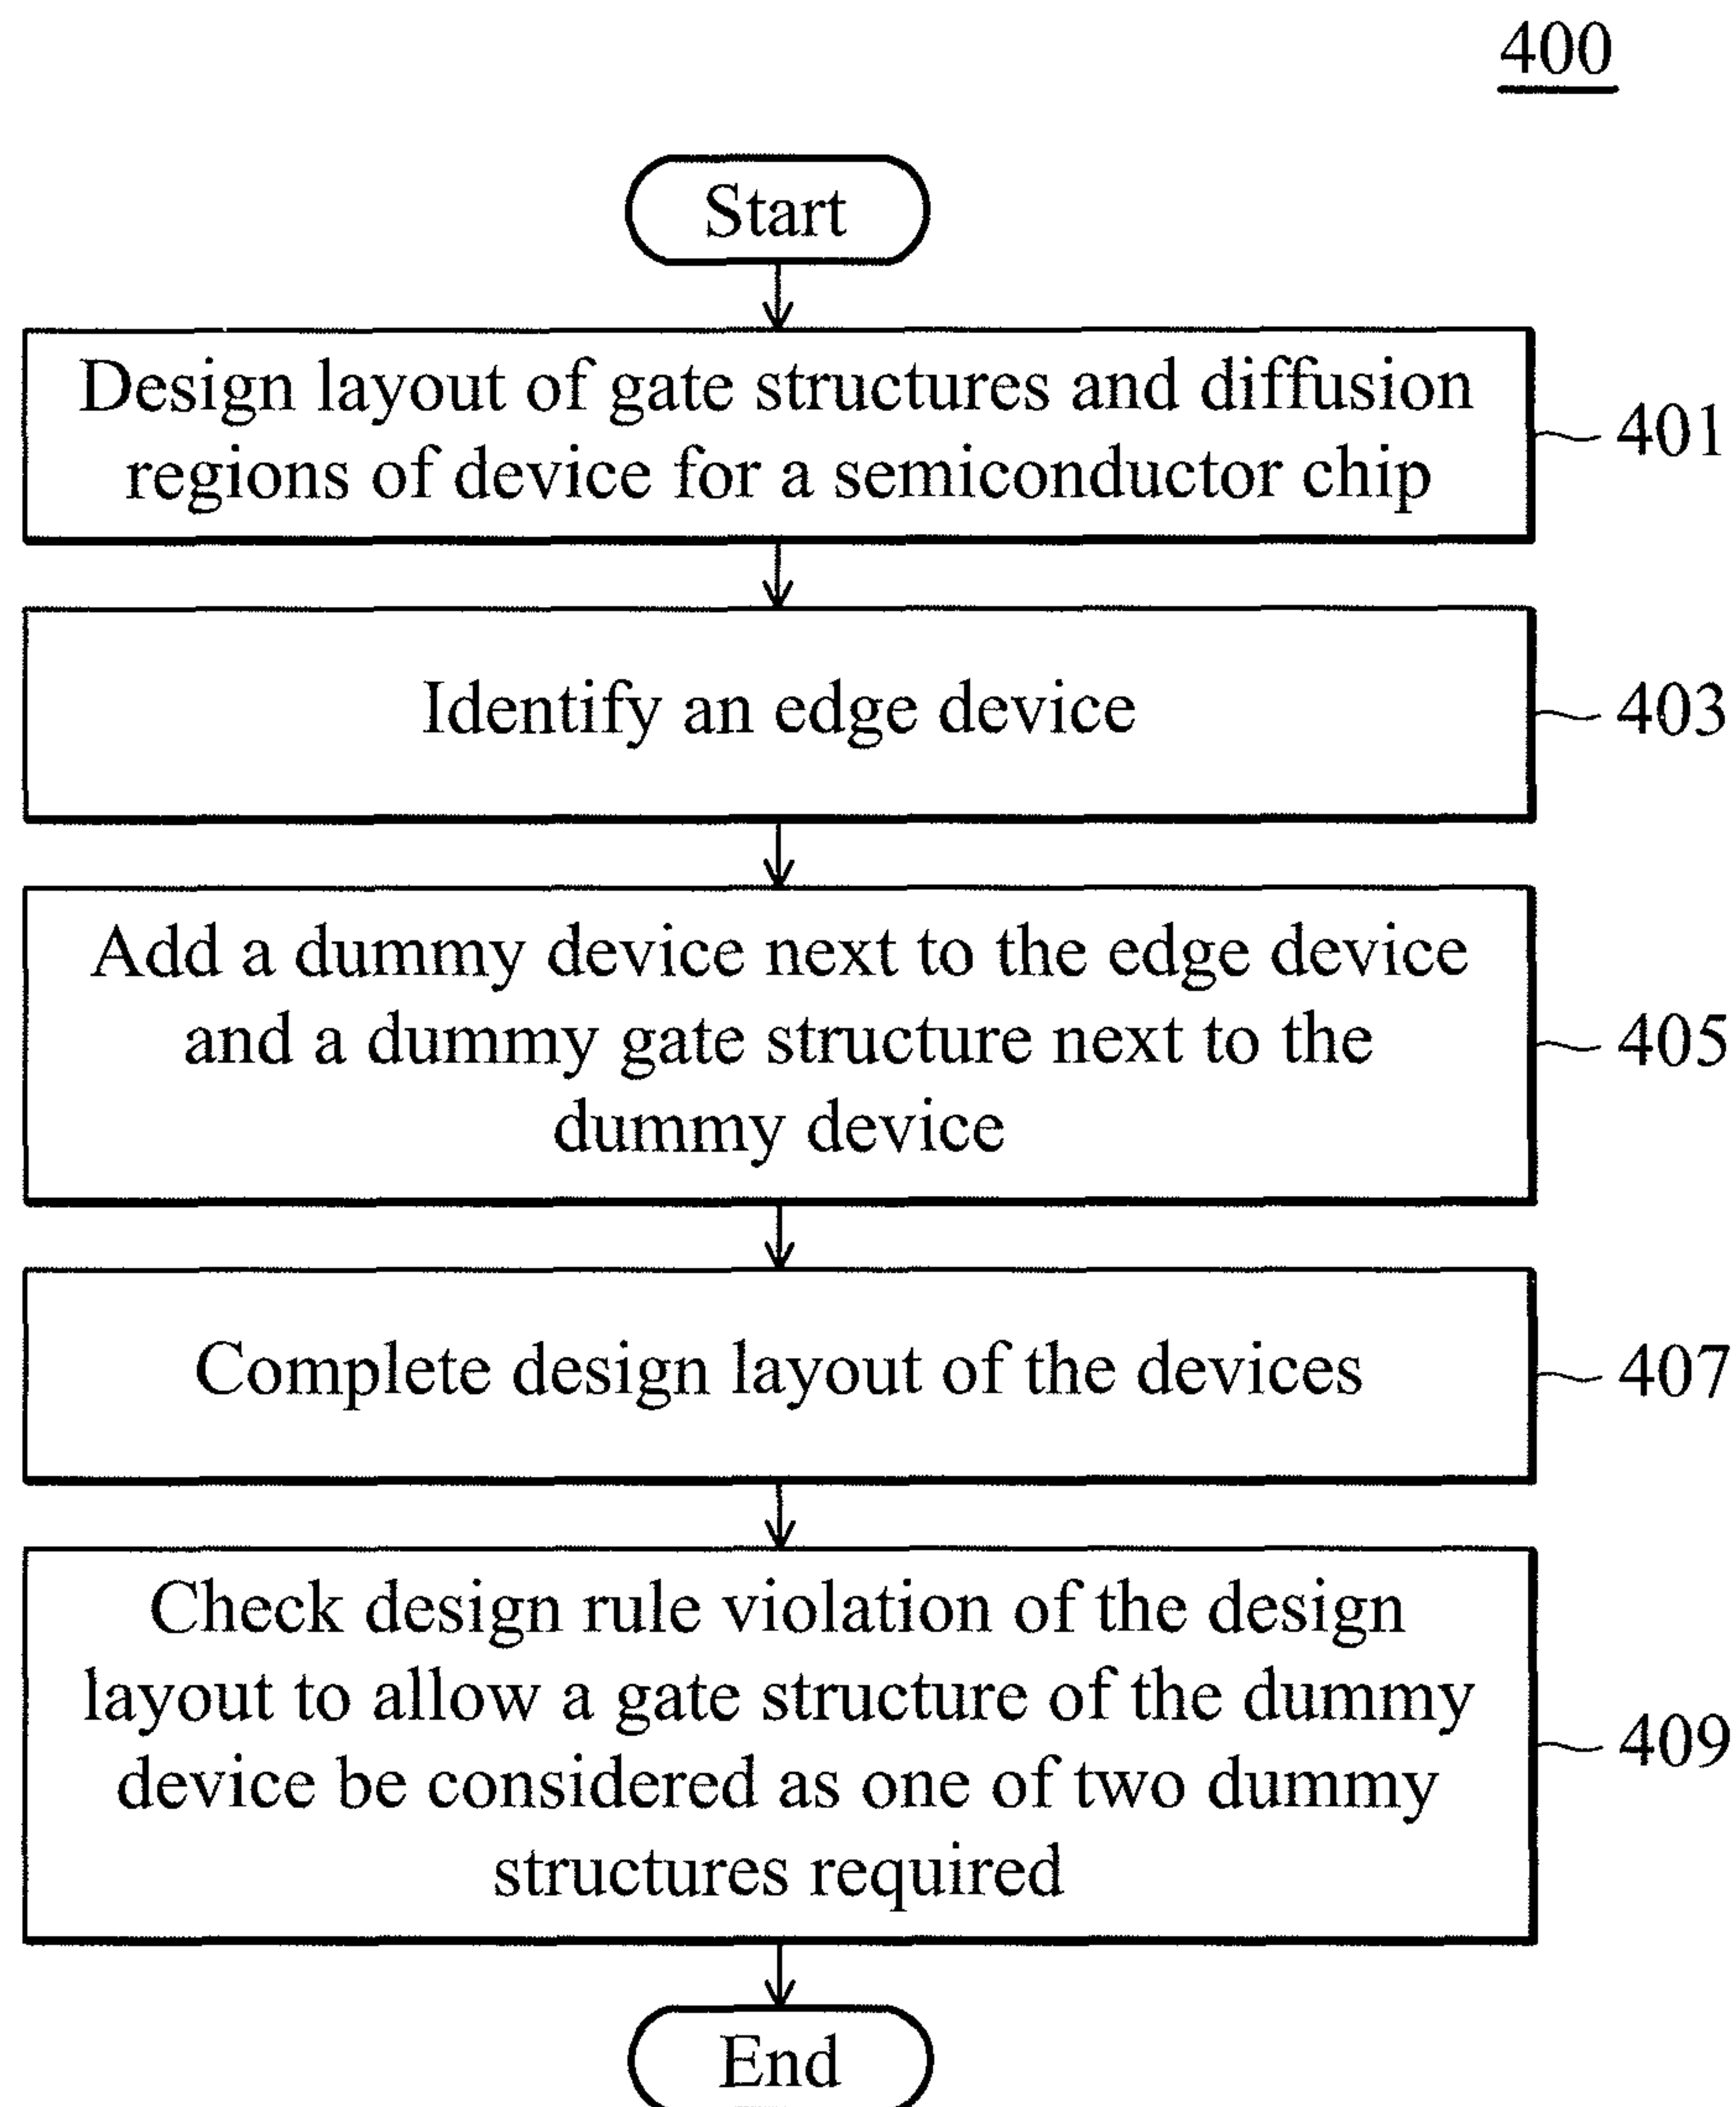 400
Start
Design layout of gate structures and diffusion
regions of device for a semiconductor chip
401
Identify an edge device
403
Add a dummy device next to the edge device
and a dummy gate structure next to the
dummy device
405
Complete design layout of the devices
407
Check design rule violation of the design
layout to allow a gate structure of the dummy
device be considered as one of two dummy
structures required
409
End